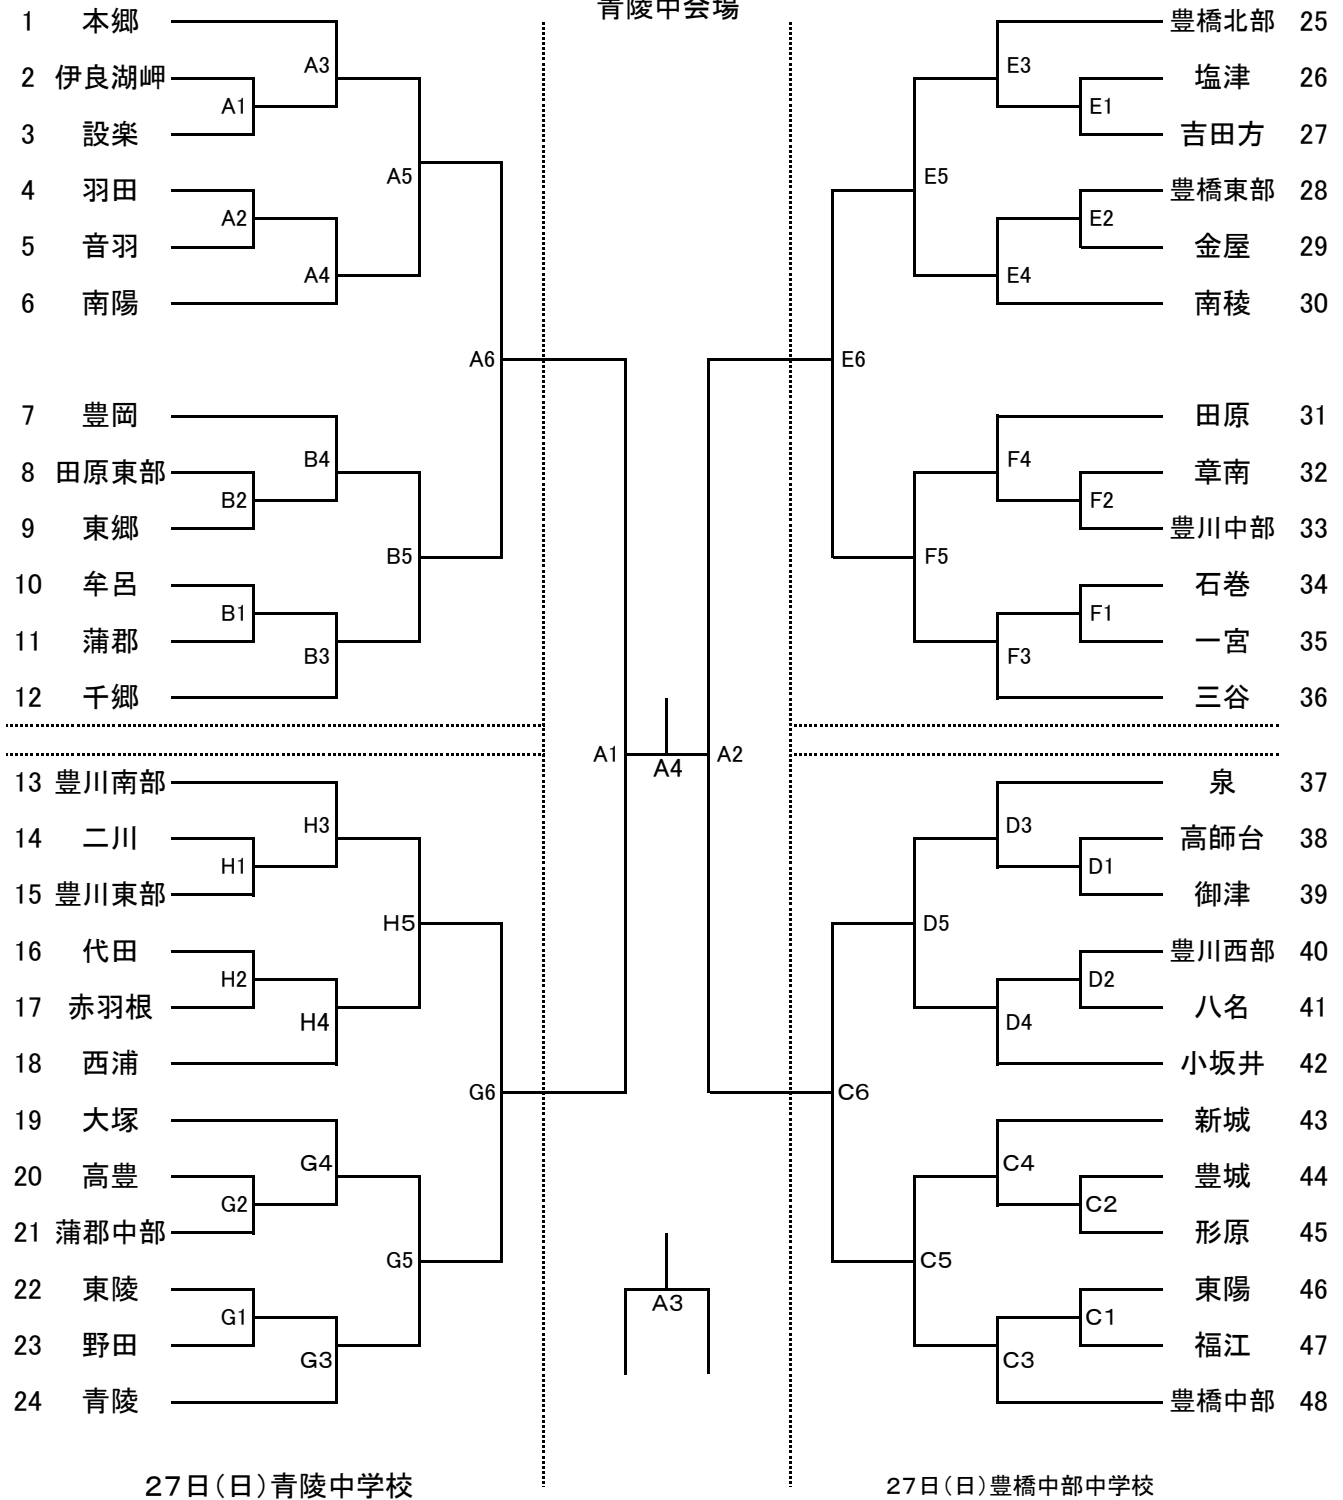 青陵中会場
1 本郷
2 伊良湖岬
3 設楽
4 羽田
5 音羽
6 南陽
7 豊岡
8 田原東部
9 東郷
10 牟呂
11 蒲郡
12 千郷
13 豊川南部
14 二川
15 豊川東部
16 代田
17 赤羽根
18 西浦
19 大塚
20 高豊
21 蒲郡中部
22 東陵
23 野田
24 青陵
A3
A1
A5
A2
A4
A6
B4
B2
B5
B1
B3
H3
H1
H5
H2
H4
G6
G4
G2
G5
G1
G3
A1
A4
A2
A3
E3
E1
E5
E2
E4
E6
F4
F2
F5
F1
F3
D3
D1
D5
D2
D4
C6
C4
C2
C5
C1
C3
豊橋北部 25
塩津 26
吉田方 27
豊橋東部 28
金屋 29
南稜 30
田原 31
章南 32
豊川中部 33
石巻 34
一宮 35
三谷 36
泉 37
高師台 38
御津 39
豊川西部 40
八名 41
小坂井 42
新城 43
豊城 44
形原 45
東陽 46
福江 47
豊橋中部 48
27日(日)青陵中学校
27日(日)豊橋中部中学校